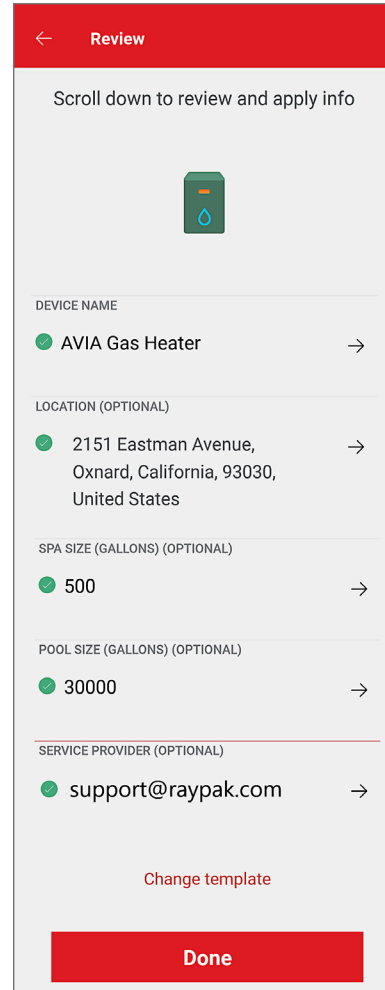 Review
Scroll down to review and apply info
DEVICE NAME
AVIA Gas Heater
LOCATION (OPTIONAL)
2151 Eastman Avenue,
Oxnard, California, 93030,
United States
SPA SIZE (GALLONS) (OPTIONAL)
500
POOL SIZE (GALLONS) (OPTIONAL)
30000
SERVICE PROVIDER (OPTIONAL)
support@raypak.com
Change template
Done